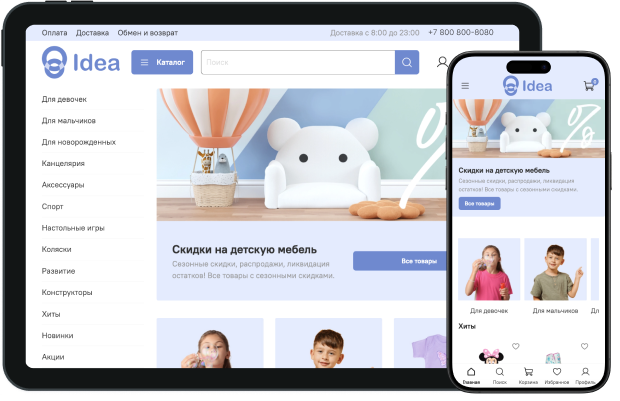 Оплата Доставка Обмен и возврат
Доставка с 8:00 до 23:00 +7 800 800-8080
Idea
Каталог
Поиск
Для девочек
Для мальчиков
Для новорожденных
Канцелярия
Аксессуары
Спорт
Настольные игры
Коляски
Развитие
Конструкторы
Хиты
Новинки
Акции
%
Скидки на детскую мебель
Сезонные скидки, распродажи, ликвидация
остатков! Все товары с сезонными скидками.
Все товары
Idea
%
Скидки на детскую мебель
Сезонные скидки, распродажи, ликвидация
остатков! Все товары с сезонными скидками.
Все товары
Для девочек
Для мальчиков
Дл
Хиты
Главная
Поиск
Корзина
Избранное
Профиль